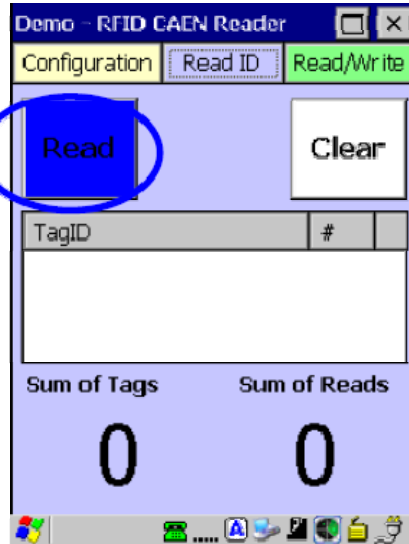 Demo - RFID CAEN Reader
Configuration Read ID Read/Write
Read Clear
TagID #
Sum of Tags Sum of Reads
0 0
A